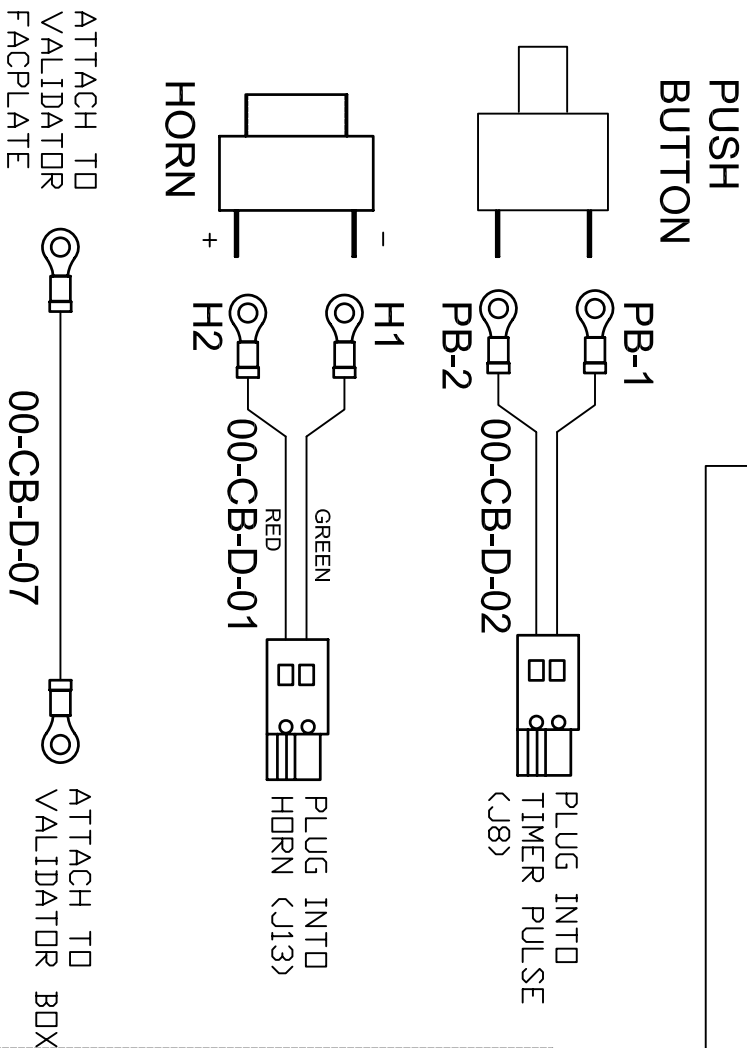 PUSH
BUTTON
PB-1
PB-2
00-CB-D-02
PLUG INTO
TIMER PULSE
(J8)
HORN
-
+
H1
H2
GREEN
RED
00-CB-D-01
PLUG INTO
HORN (J13)
ATTACH TO
VALIDATOR
FACPLATE
00-CB-D-07
ATTACH TO
VALIDATOR BOX